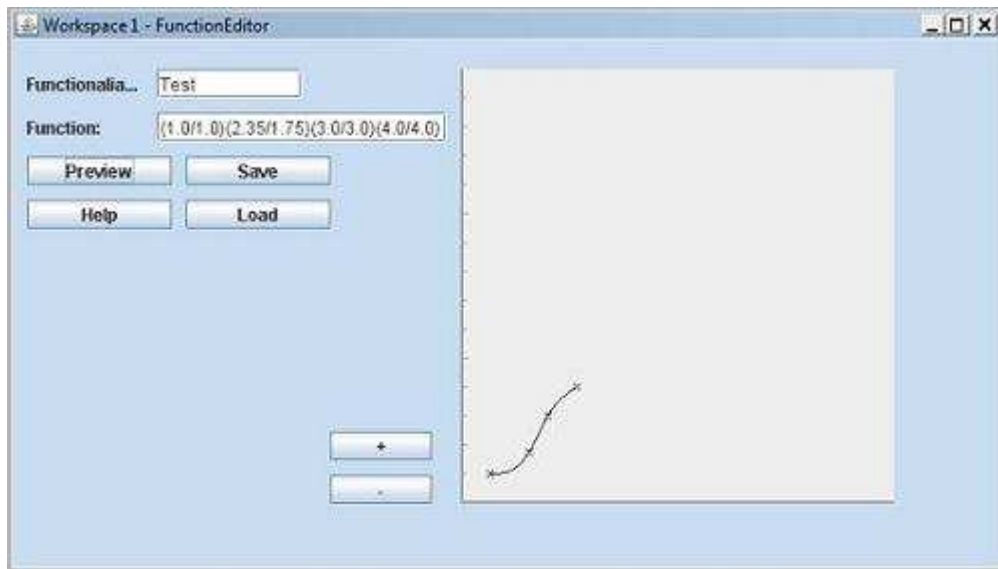 Workspace 1 - FunctionEditor
Functionalia... Test
Function: (1.0/1.0)(2.35/1.75)(3.0/3.0)(4.0/4.0)
Preview Save
Help Load
+
-